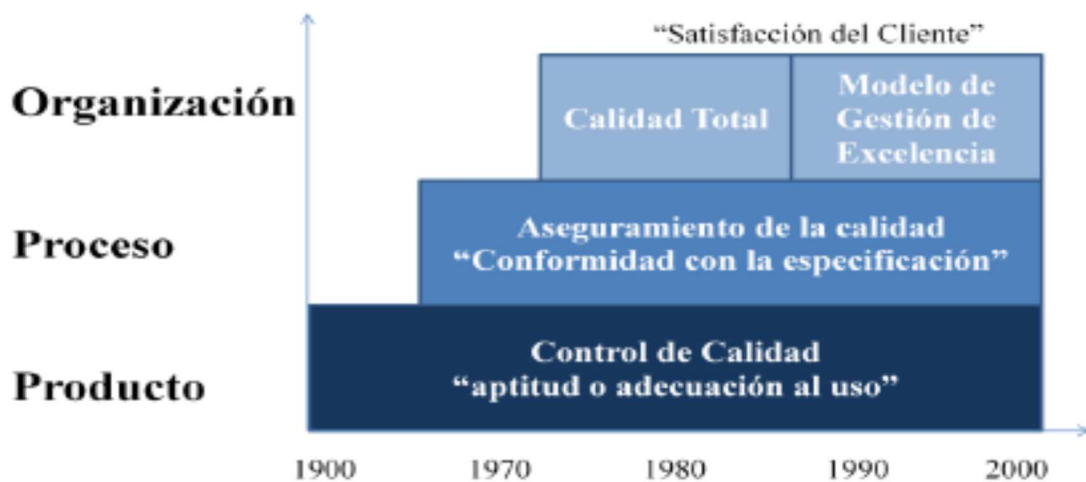 “Satisfacción del Cliente”
Organización
Calidad Total
Modelo de
Gestión de
Excelencia
Proceso
Aseguramiento de la calidad
“Conformidad con la especificación”
Producto
Control de Calidad
“aptitud o adecuación al uso”
1900 1970 1980 1990 2000